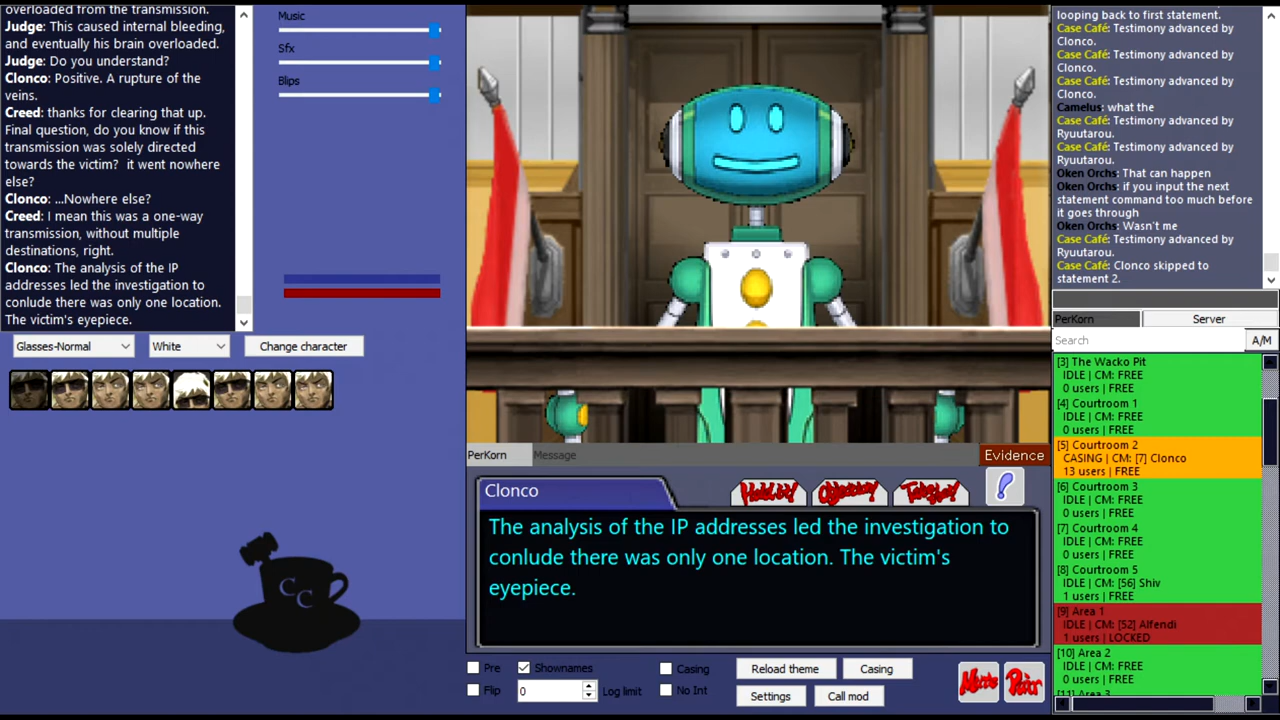 overloaded from the transmission.
Judge: This caused internal bleeding,
and eventually his brain overloaded.
Judge: Do you understand?
Clonco: Positive. A rupture of the
veins.
Creed: thanks for clearing that up.
Final question, do you know if this
transmission was solely directed
towards the victim?  it went nowhere
else?
Clonco: ...Nowhere else?
Creed: I mean this was a one-way
transmission, without multiple
destinations, right.
Clonco: The analysis of the IP
addresses led the investigation to
conlude there was only one location.
The victim's eyepiece.
Glasses-Normal
White
Change character
Music
Sfx
Blips
CC
PerKorn
Message
Evidence
Clonco
Hold it!
Objection!
Take that!
!
The analysis of the IP addresses led the investigation to
conlude there was only one location. The victim's
eyepiece.
Pre
Shownames
Casing
Reload theme
Casing
Flip
0
Log limit
No Int
Settings
Call mod
Mute
Pair
looping back to first statement.
Case Café: Testimony advanced by
Clonco.
Case Café: Testimony advanced by
Clonco.
Case Café: Testimony advanced by
Clonco.
Camelus: what the
Case Café: Testimony advanced by
Ryuutarou.
Case Café: Testimony advanced by
Ryuutarou.
Oken Orchs: That can happen
Oken Orchs: if you input the next
statement command too much before
it goes through
Oken Orchs: Wasn't me
Case Café: Testimony advanced by
Ryuutarou.
Case Café: Clonco skipped to
statement 2.
PerKorn
Server
Search
A/M
[3] The Wacko Pit
IDLE | CM: FREE
0 users | FREE
[4] Courtroom 1
IDLE | CM: FREE
0 users | FREE
[5] Courtroom 2
CASING | CM: [7] Clonco
13 users | FREE
[6] Courtroom 3
IDLE | CM: FREE
0 users | FREE
[7] Courtroom 4
IDLE | CM: FREE
0 users | FREE
[8] Courtroom 5
IDLE | CM: [56] Shiv
1 users | FREE
[9] Area 1
IDLE | CM: [52] Alfendi
1 users | LOCKED
[10] Area 2
IDLE | CM: FREE
0 users | FREE
[11] Area 3